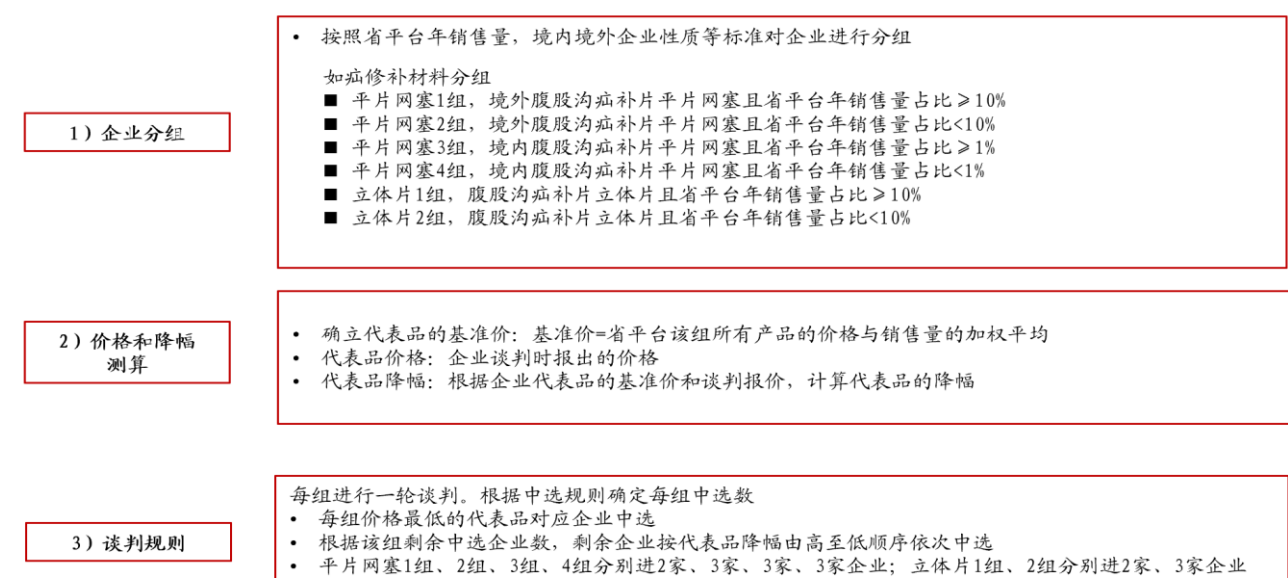 1）企业分组
• 按照省平台年销售量，境内境外企业性质等标准对企业进行分组
如疝修补材料分组
■ 平片网塞1组，境外腹股沟疝补片平片网塞且省平台年销售量占比≥10%
■ 平片网塞2组，境外腹股沟疝补片平片网塞且省平台年销售量占比<10%
■ 平片网塞3组，境内腹股沟疝补片平片网塞且省平台年销售量占比≥1%
■ 平片网塞4组，境内腹股沟疝补片平片网塞且省平台年销售量占比<1%
■ 立体片1组，腹股沟疝补片立体片且省平台年销售量占比≥10%
■ 立体片2组，腹股沟疝补片立体片且省平台年销售量占比<10%
2）价格和降幅
测算
• 确立代表品的基准价：基准价=省平台该组所有产品的价格与销售量的加权平均
• 代表品价格：企业谈判时报出的价格
• 代表品降幅：根据企业代表品的基准价和谈判报价，计算代表品的降幅
3）谈判规则
每组进行一轮谈判。根据中选规则确定每组中选数
• 每组价格最低的代表品对应企业中选
• 根据该组剩余中选企业数，剩余企业按代表品降幅由高至低顺序依次中选
• 平片网塞1组、2组、3组、4组分别进2家、3家、3家、3家企业；立体片1组、2组分别进2家、3家企业